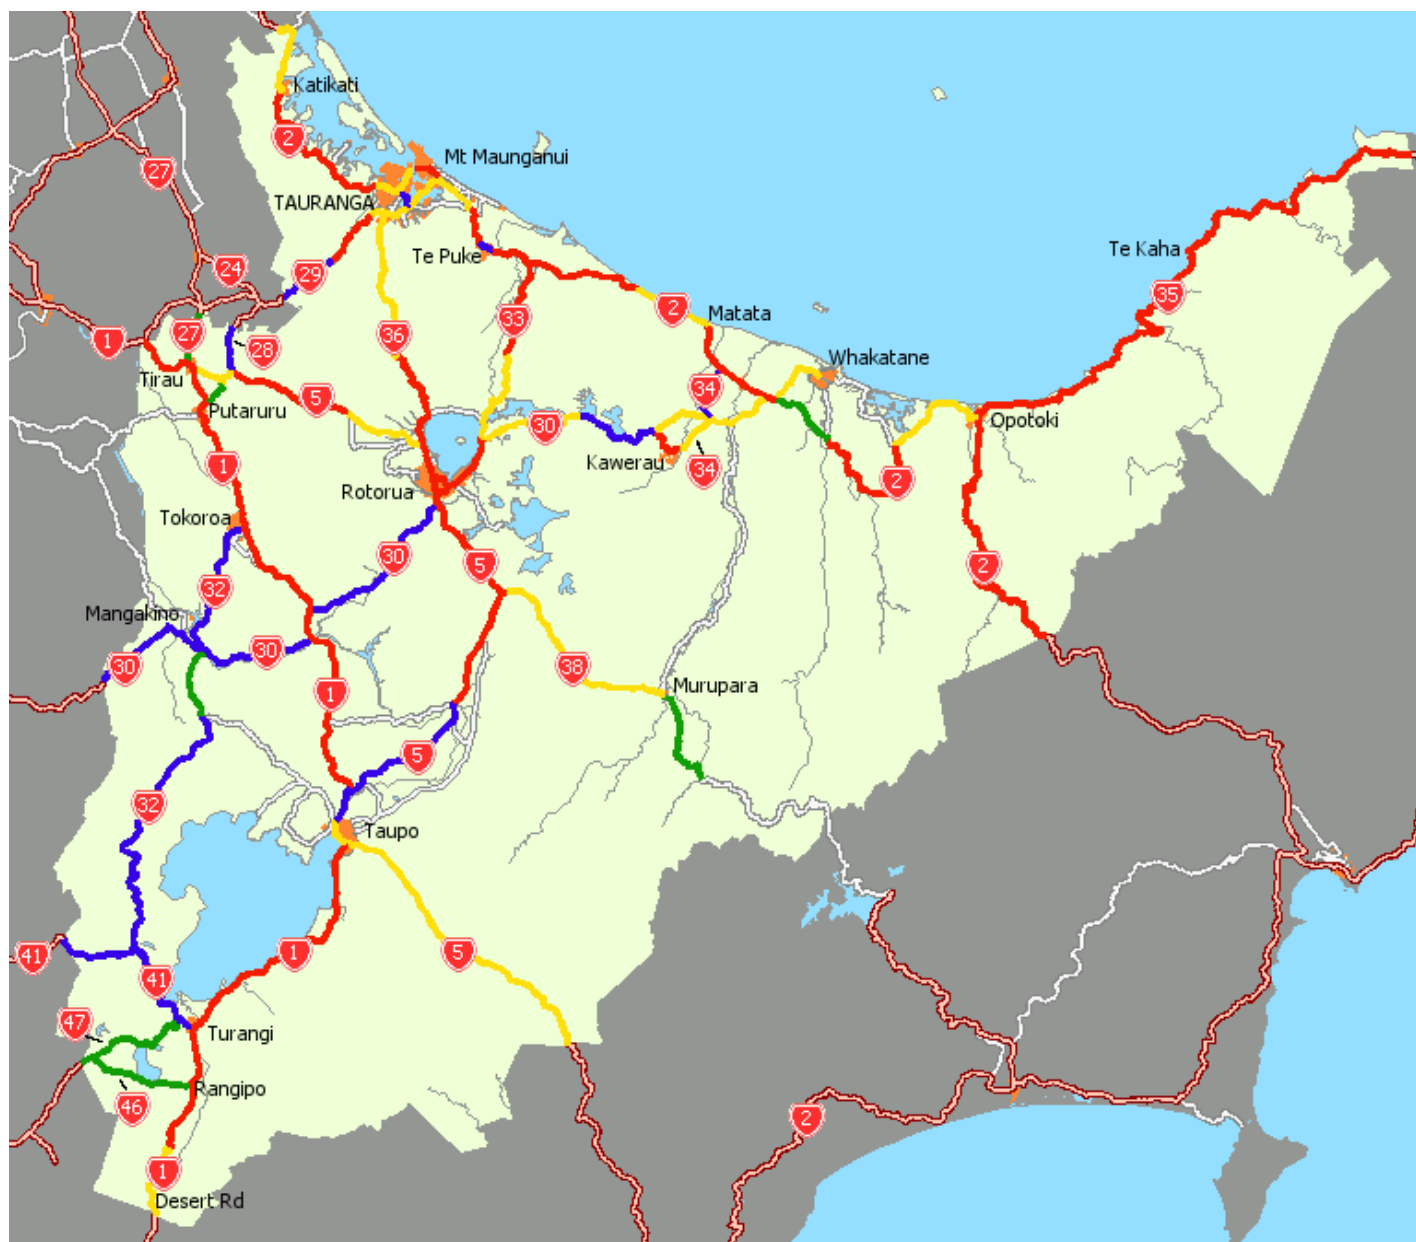 Katikati
2
Mt Maunganui
27
TAURANGA
Te Puke
Te Kaha
24
29
35
33
2
Matata
1
27
36
28
Whakatane
Tirau
5
34
Putaruru
30
Opotoki
Kawerau
34
1
2
Rotorua
Tokoroa
30
5
2
32
Mangakino
30
30
38
1
Murupara
5
32
Taupo
1
5
41
41
47
Turangi
Rangipo
46
2
1
Desert Rd